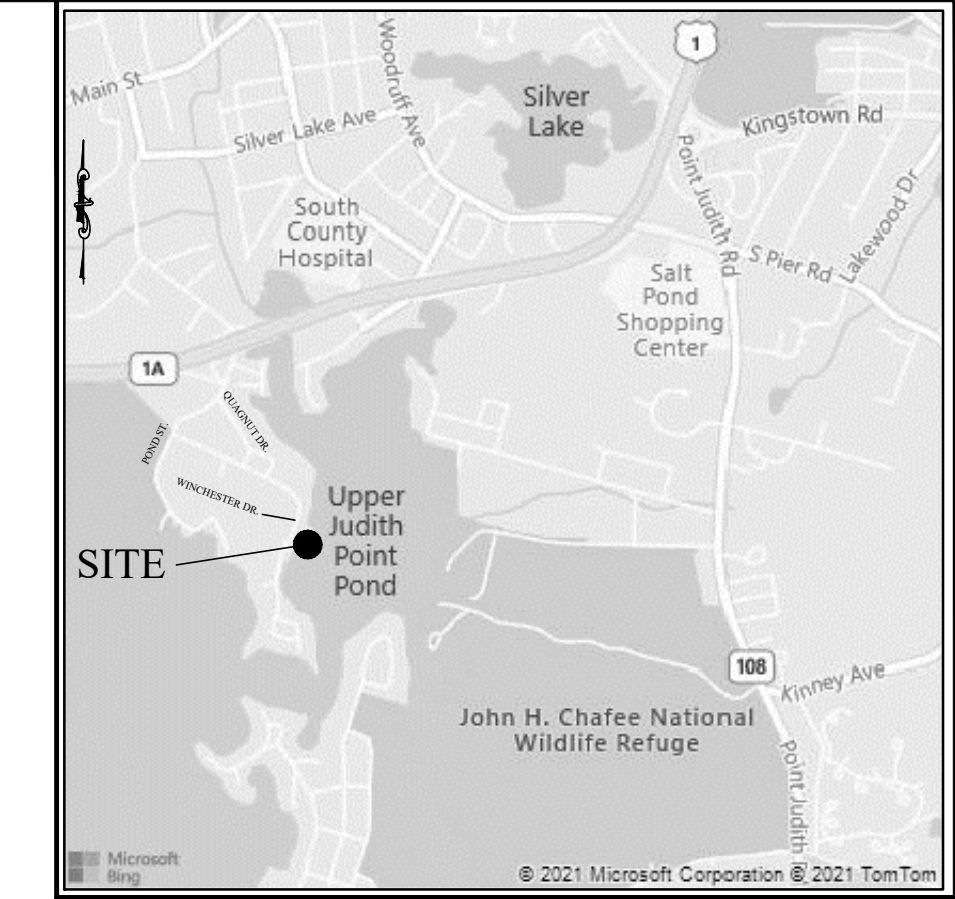 1
Main St
Woodruff Ave
Silver
Lake
Silver Lake Ave
Kingstown Rd
Point Judith Rd
Lakewood Dr
South
County
Hospital
S Pier Rd
Salt
Pond
Shopping
Center
1A
QUAGNUT DR.
POND ST.
WINCHESTER DR.
Upper
Judith
Point
Pond
SITE
108
Kinney Ave
John H. Chafee National
Wildlife Refuge
Point Judith
Microsoft
Bing
© 2021 Microsoft Corporation © 2021 TomTom